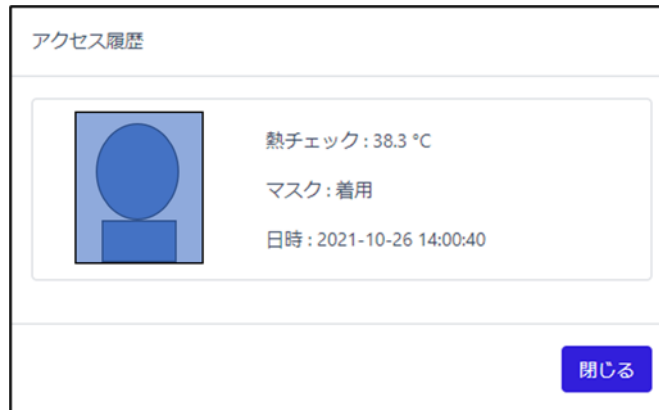 アクセス履歴
熱チェック : 38.3 °C
マスク : 着用
日時 : 2021-10-26 14:00:40
閉じる